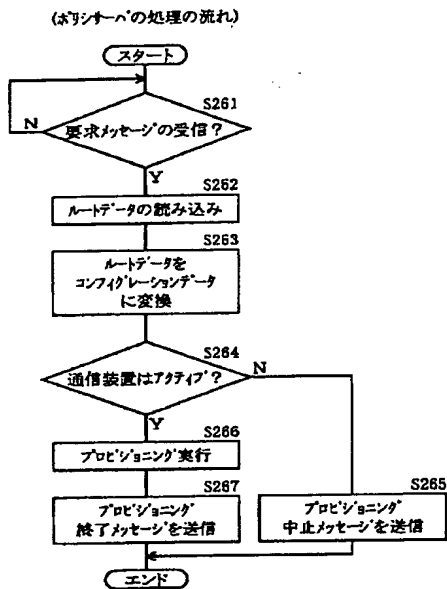 (ポリシサーバの処理の流れ)
スタート
S261
要求メッセージの受信?
N
Y
S262
ルートデータの読み込み
S263
ルートデータを
コンフィグレーションデータ
に変換
S264
通信装置はアクティブ?
N
Y
S266
プロビジョニング実行
S267
プロビジョニング
終了メッセージを送信
S265
プロビジョニング
中止メッセージを送信
エンド